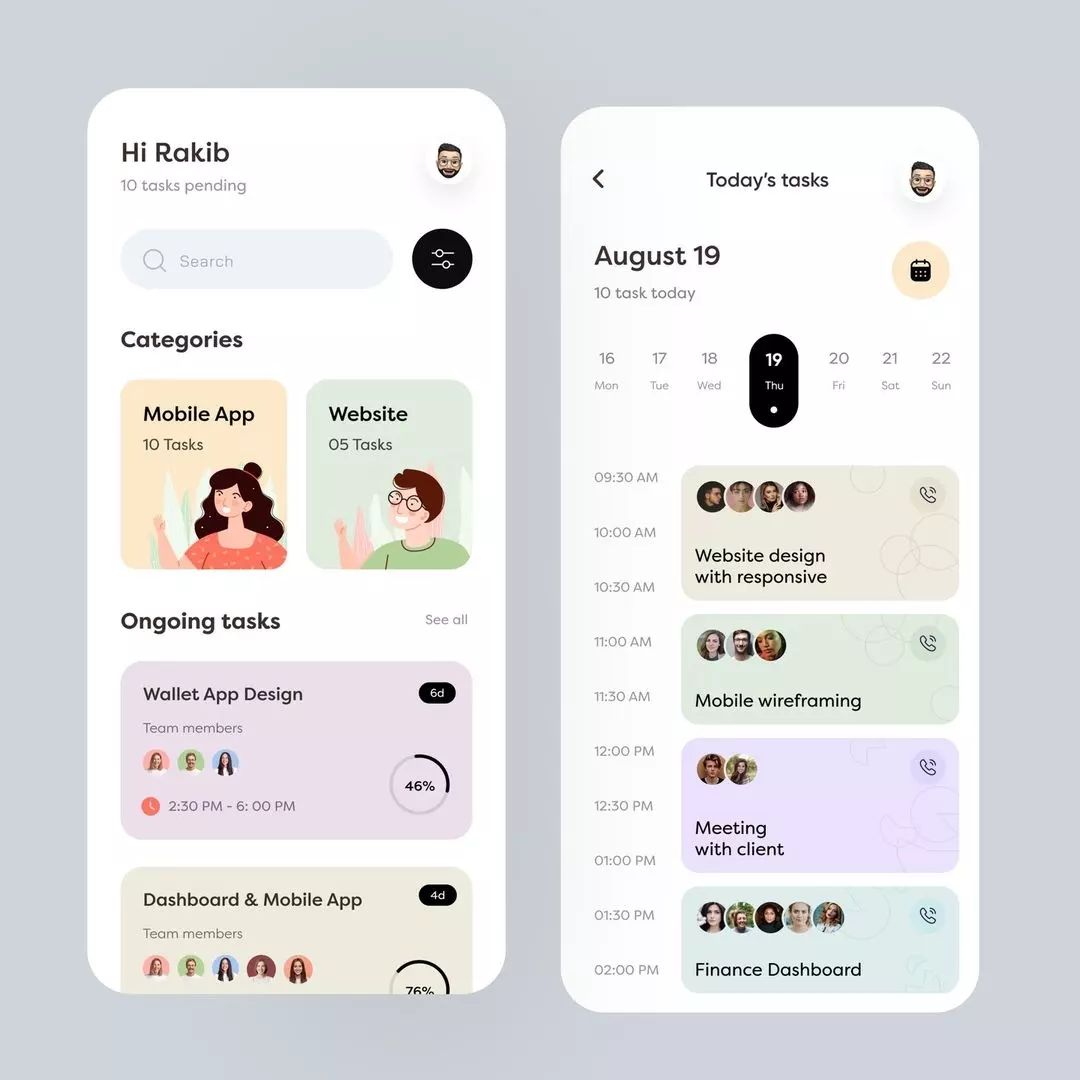 Hi Rakib
10 tasks pending
Search
Categories
Mobile App
10 Tasks
Website
05 Tasks
Ongoing tasks
See all
Wallet App Design
6d
Team members
46%
2:30 PM - 6: 00 PM
Dashboard & Mobile App
4d
Team members
76%
Today's tasks
August 19
10 task today
16 17 18 19 20 21 22
Mon Tue Wed Thu Fri Sat Sun
09:30 AM
10:00 AM
10:30 AM
11:00 AM
11:30 AM
12:00 PM
12:30 PM
01:00 PM
01:30 PM
02:00 PM
Website design
with responsive
Mobile wireframing
Meeting
with client
Finance Dashboard